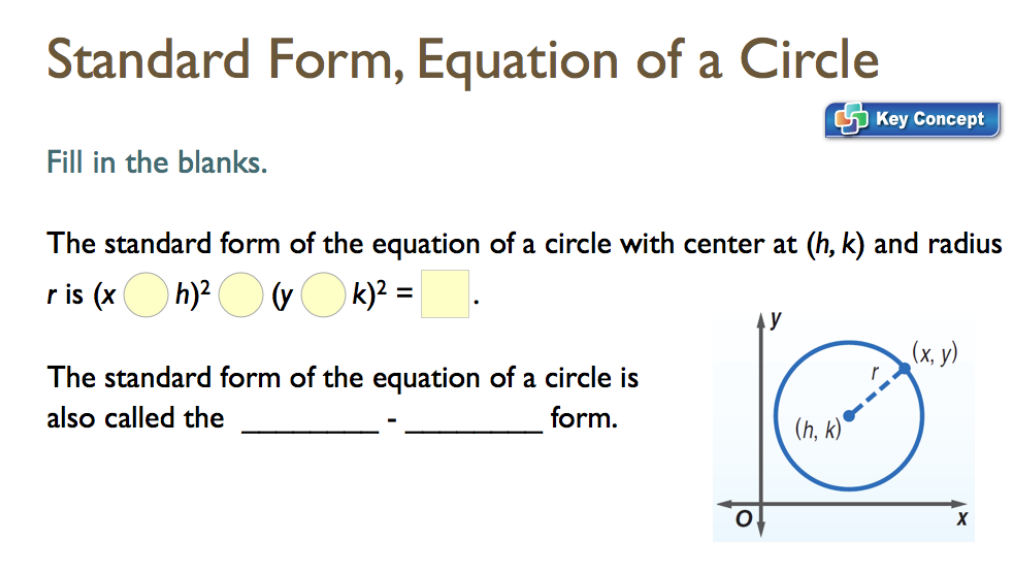 Standard Form, Equation of a Circle
Key Concept
Fill in the blanks.
The standard form of the equation of a circle with center at (h, k) and radius
r is (x ◯ h)² ◯ (y ◯ k)² = □.
The standard form of the equation of a circle is
also called the ________ - ________ form.
y
(x, y)
r
(h, k)
O
x